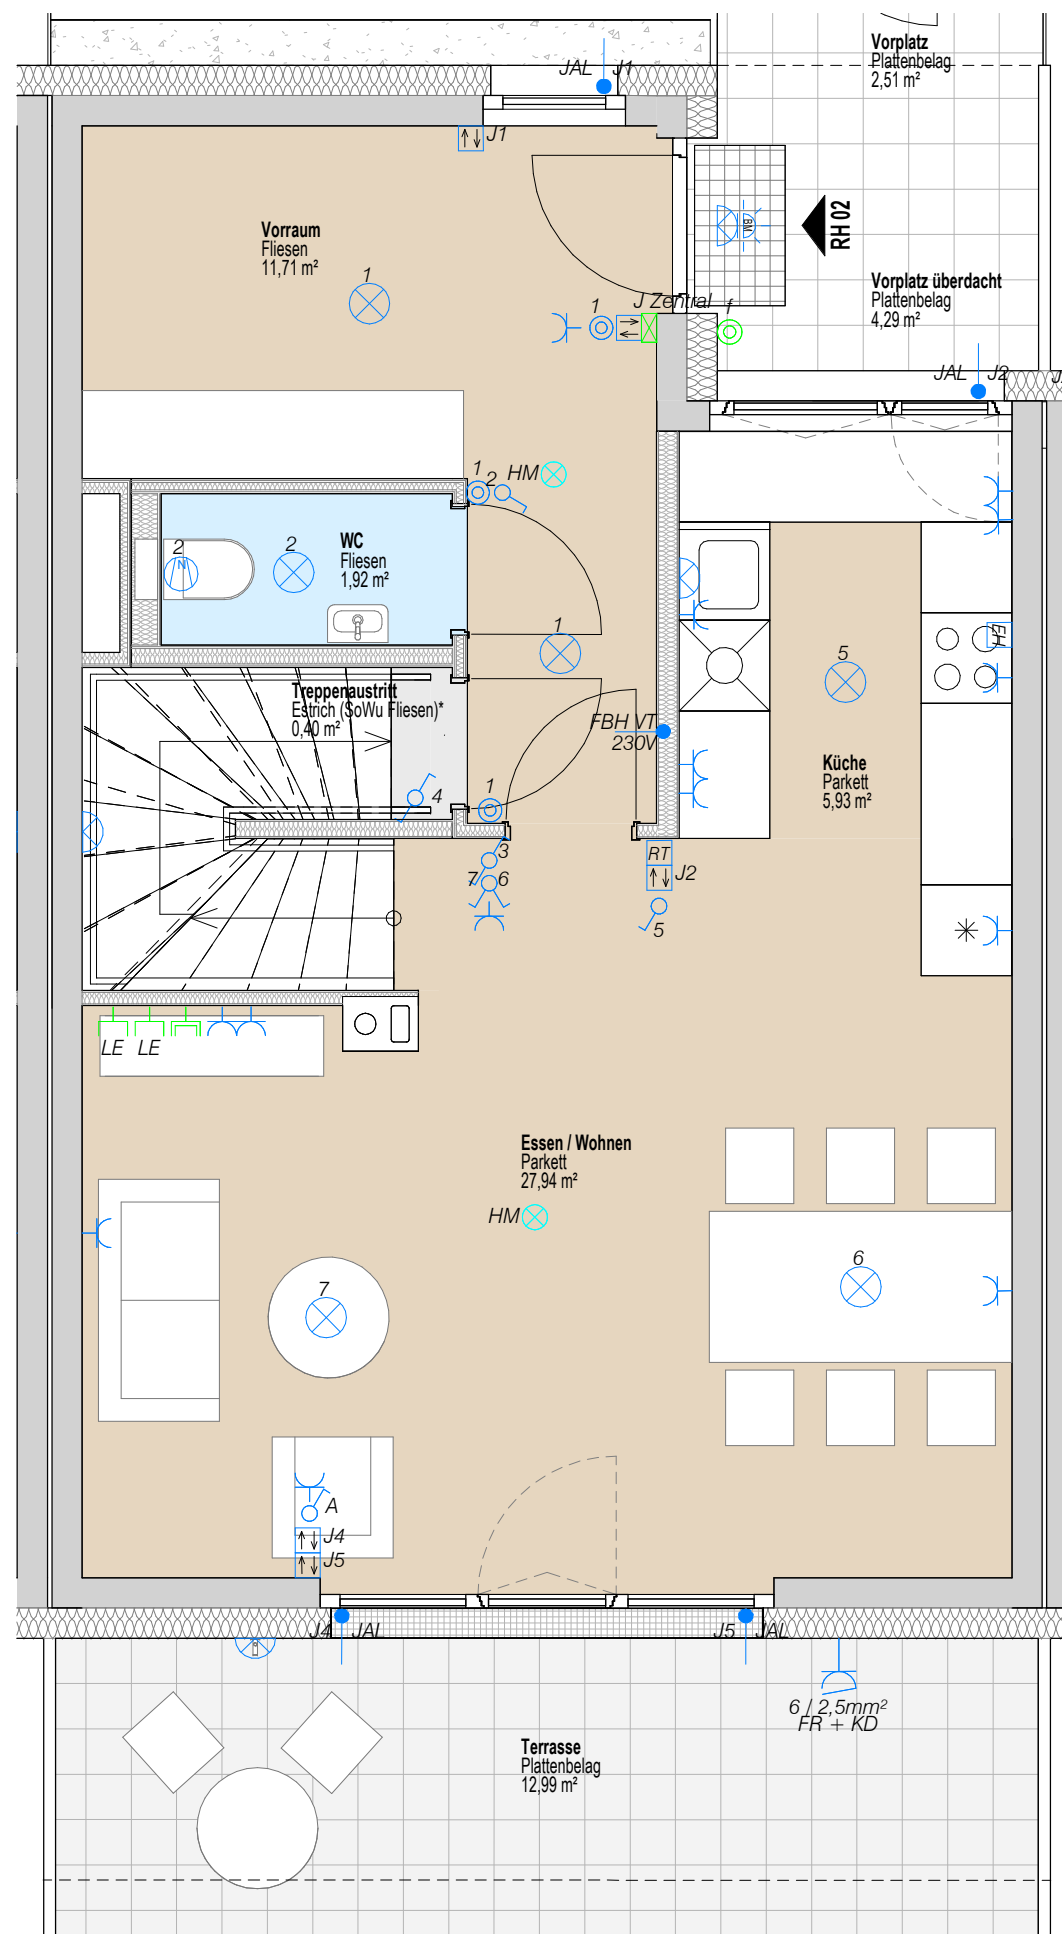 Vorplatz
Plattenbelag
2,51 m²
JAL
J1
J1
BM
RH 02
Vorraum
Fliesen
11,71 m²
1
Vorplatz überdacht
Plattenbelag
4,29 m²
1
J Zentral
f
JAL
J2
1
2
HM
2
2
WC
Fliesen
1,92 m²
1
EH
5
Treppenaustritt
Estrich (SoWu Fliesen)*
0,40 m²
FBH VT
230V
Küche
Parkett
5,93 m²
4
1
3
7
6
RT
J2
5
LE
LE
Essen / Wohnen
Parkett
27,94 m²
HM
6
7
A
J4
J5
J4
JAL
J5
JAL
6 / 2,5mm²
FR + KD
Terrasse
Plattenbelag
12,99 m²